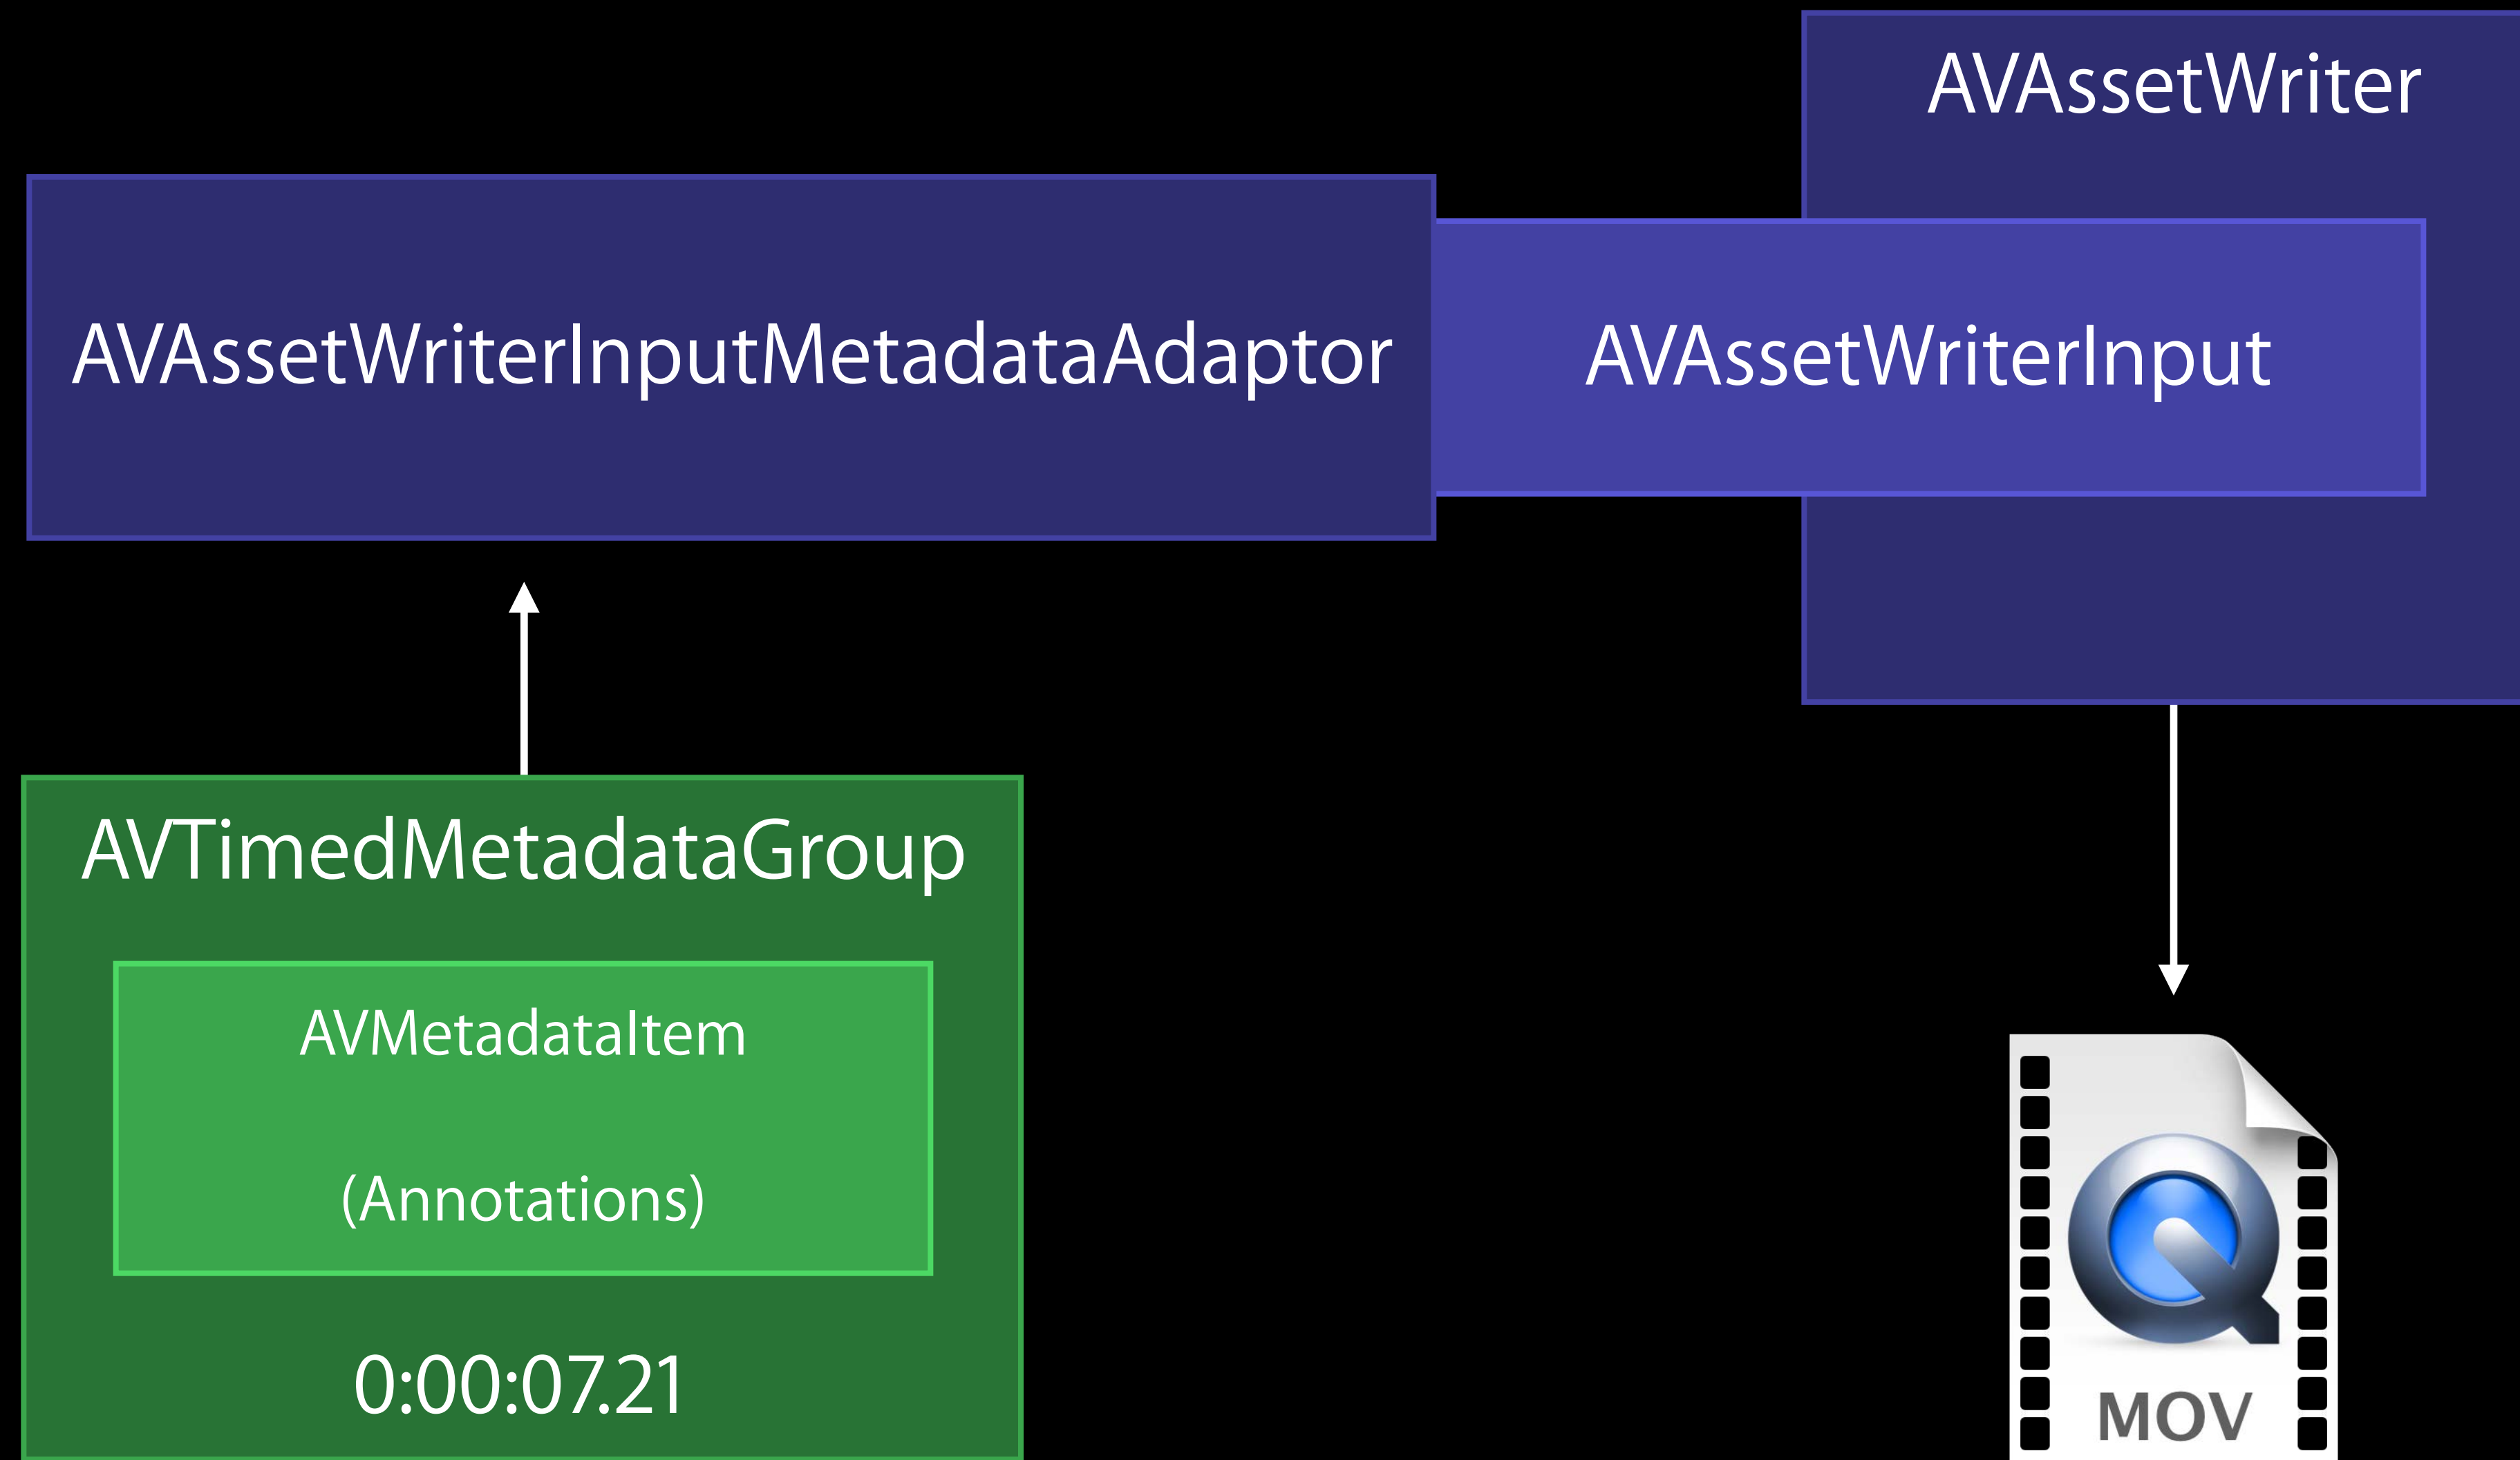 AVAssetWriter
AVAssetWriterInputMetadataAdaptor
AVAssetWriterInput
AVTimedMetadataGroup
AVMetadataItem
(Annotations)
0:00:07.21
MOV